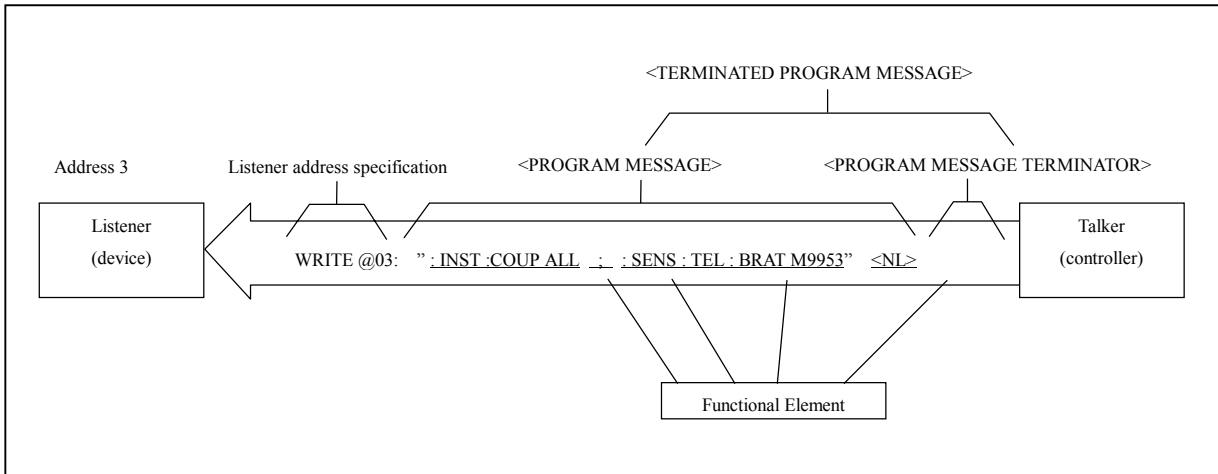 <TERMINATED PROGRAM MESSAGE>
Address 3
Listener address specification
<PROGRAM MESSAGE>
<PROGRAM MESSAGE TERMINATOR>
Listener
(device)
WRITE @03: ” : INST :COUP ALL ; : SENS : TEL : BRAT M9953” <NL>
Talker
(controller)
Functional Element